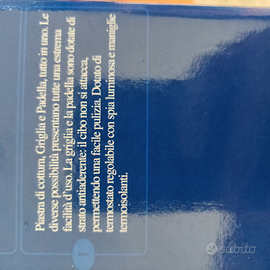 Piastra di cottura, Griglia e Padella, tutto in uno. Le
diverse possibilità presentano tutte una estrema
facilità d'uso. La griglia e la padella sono dotate di
strato antiaderente: il cibo non si attacca,
permettendo una facile pulizia. Dotato di
termostato regolabile con spia luminosa e maniglie
termoisolanti.
subito